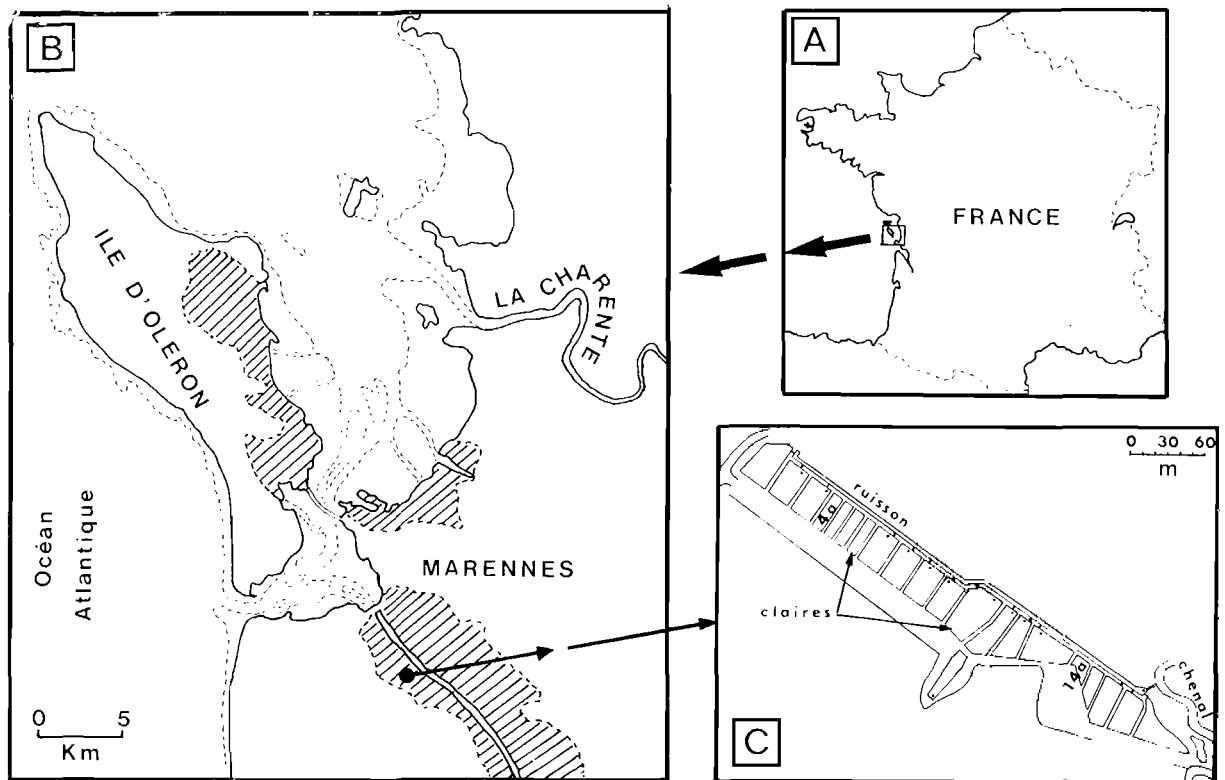 B
ILE D'OLERON
LA CHARENTE
Océan
Atlantique
MARENNES
0 5
Km
A
FRANCE
0 30 60
m
ruisson
4a
claires
14a
chenal
C